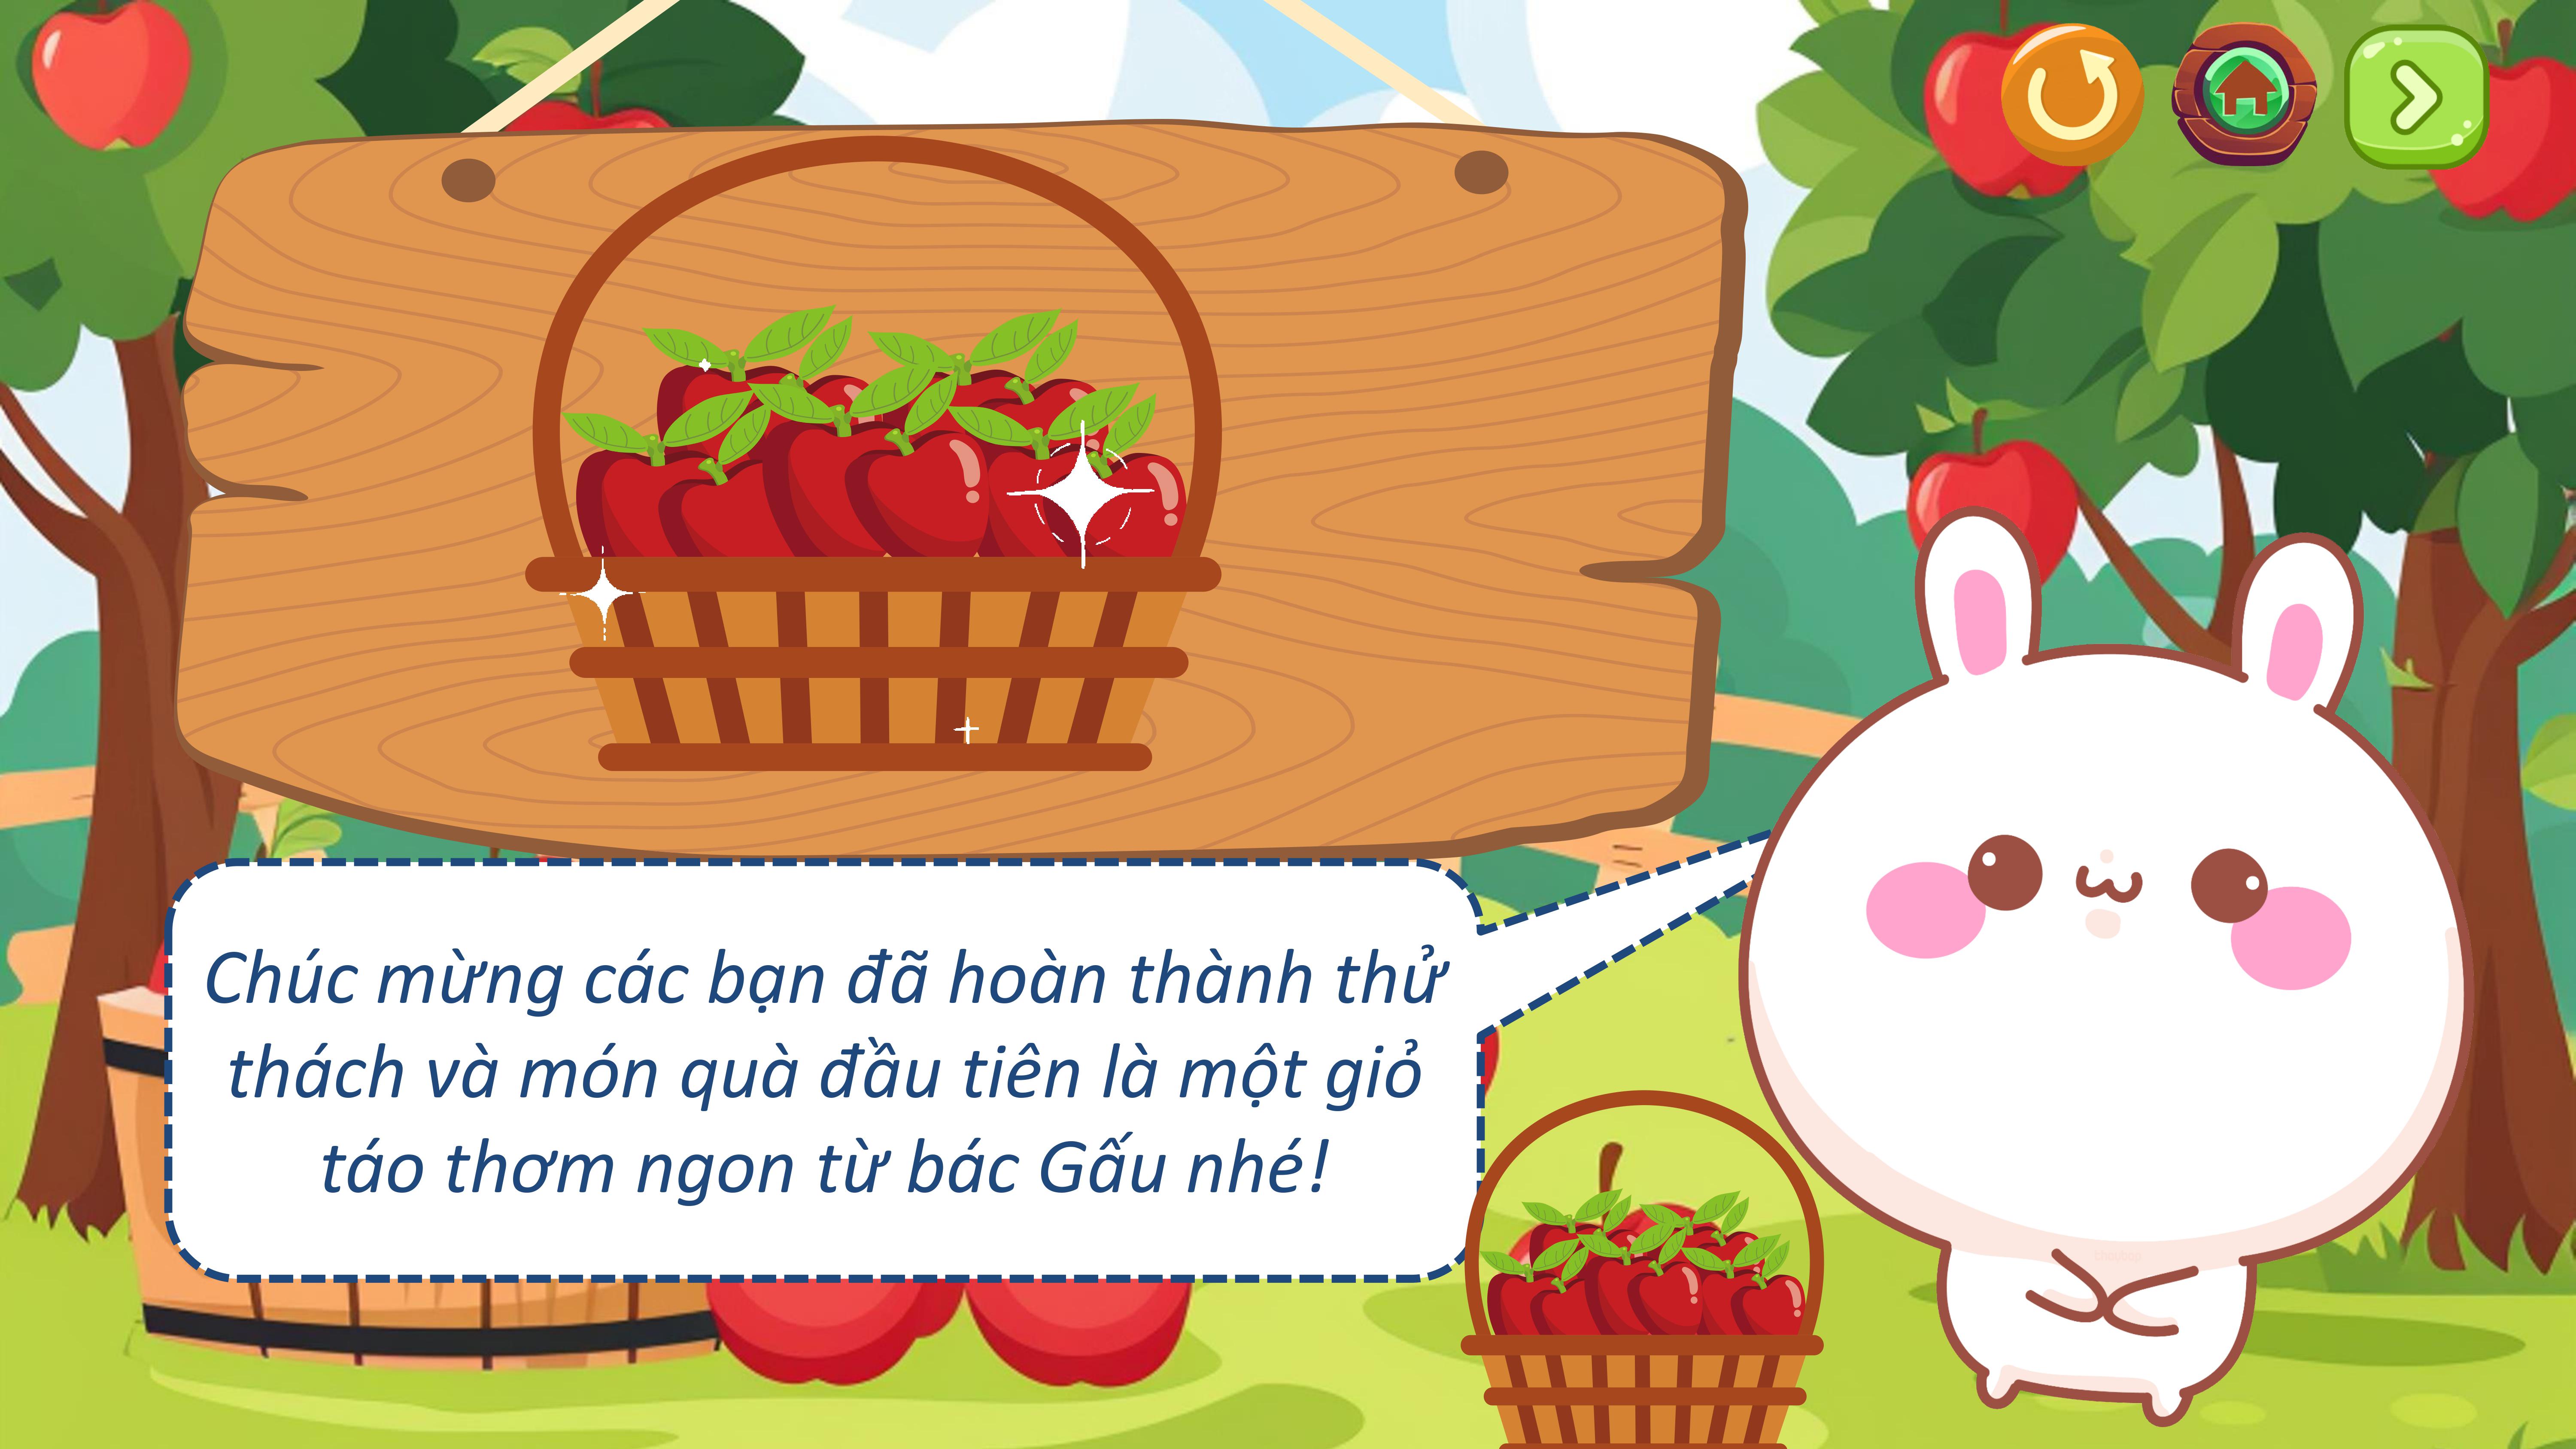 Chúc mừng các bạn đã hoàn thành thử
thách và món quà đầu tiên là một giỏ
táo thơm ngon từ bác Gấu nhé!